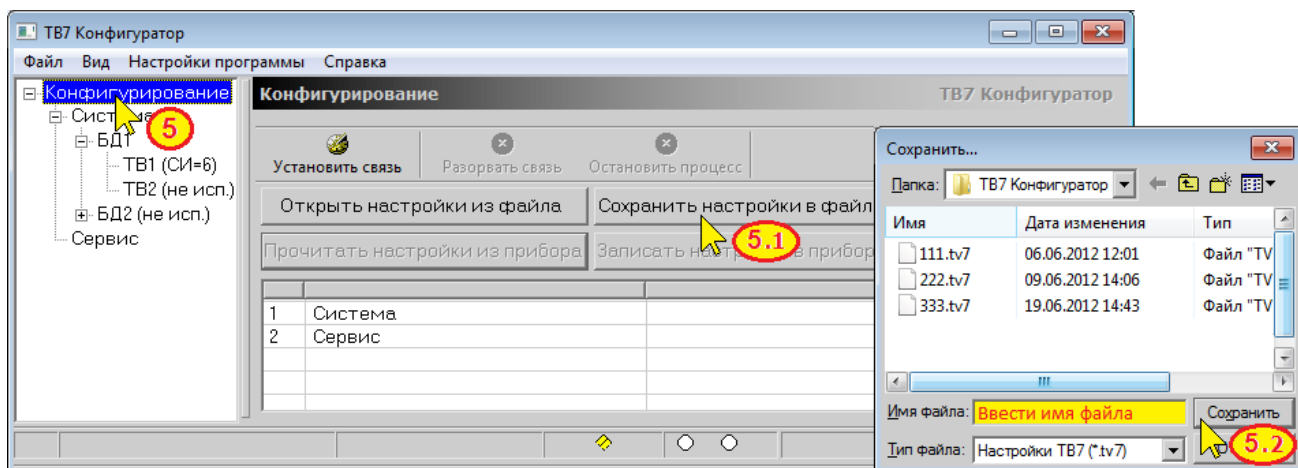 ТВ7 Конфигуратор
Файл Вид Настройки программы Справка
Конфигурирование
Система
БД1
ТВ1 (СИ=6)
ТВ2 (не исп.)
БД2 (не исп.)
Сервис
5
Конфигурирование ТВ7 Конфигуратор
Установить связь Разорвать связь Остановить процесс
Открыть настройки из файла Сохранить настройки в файл
5.1
Прочитать настройки из прибора Записать настройки в прибор
1 Система
2 Сервис
Сохранить...
Папка: ТВ7 Конфигуратор
Имя Дата изменения Тип
111.tv7 06.06.2012 12:01 Файл "TV
222.tv7 09.06.2012 14:06 Файл "TV
333.tv7 19.06.2012 14:43 Файл "TV
Имя файла: Ввести имя файла Сохранить
Тип файла: Настройки ТВ7 (*.tv7)
5.2